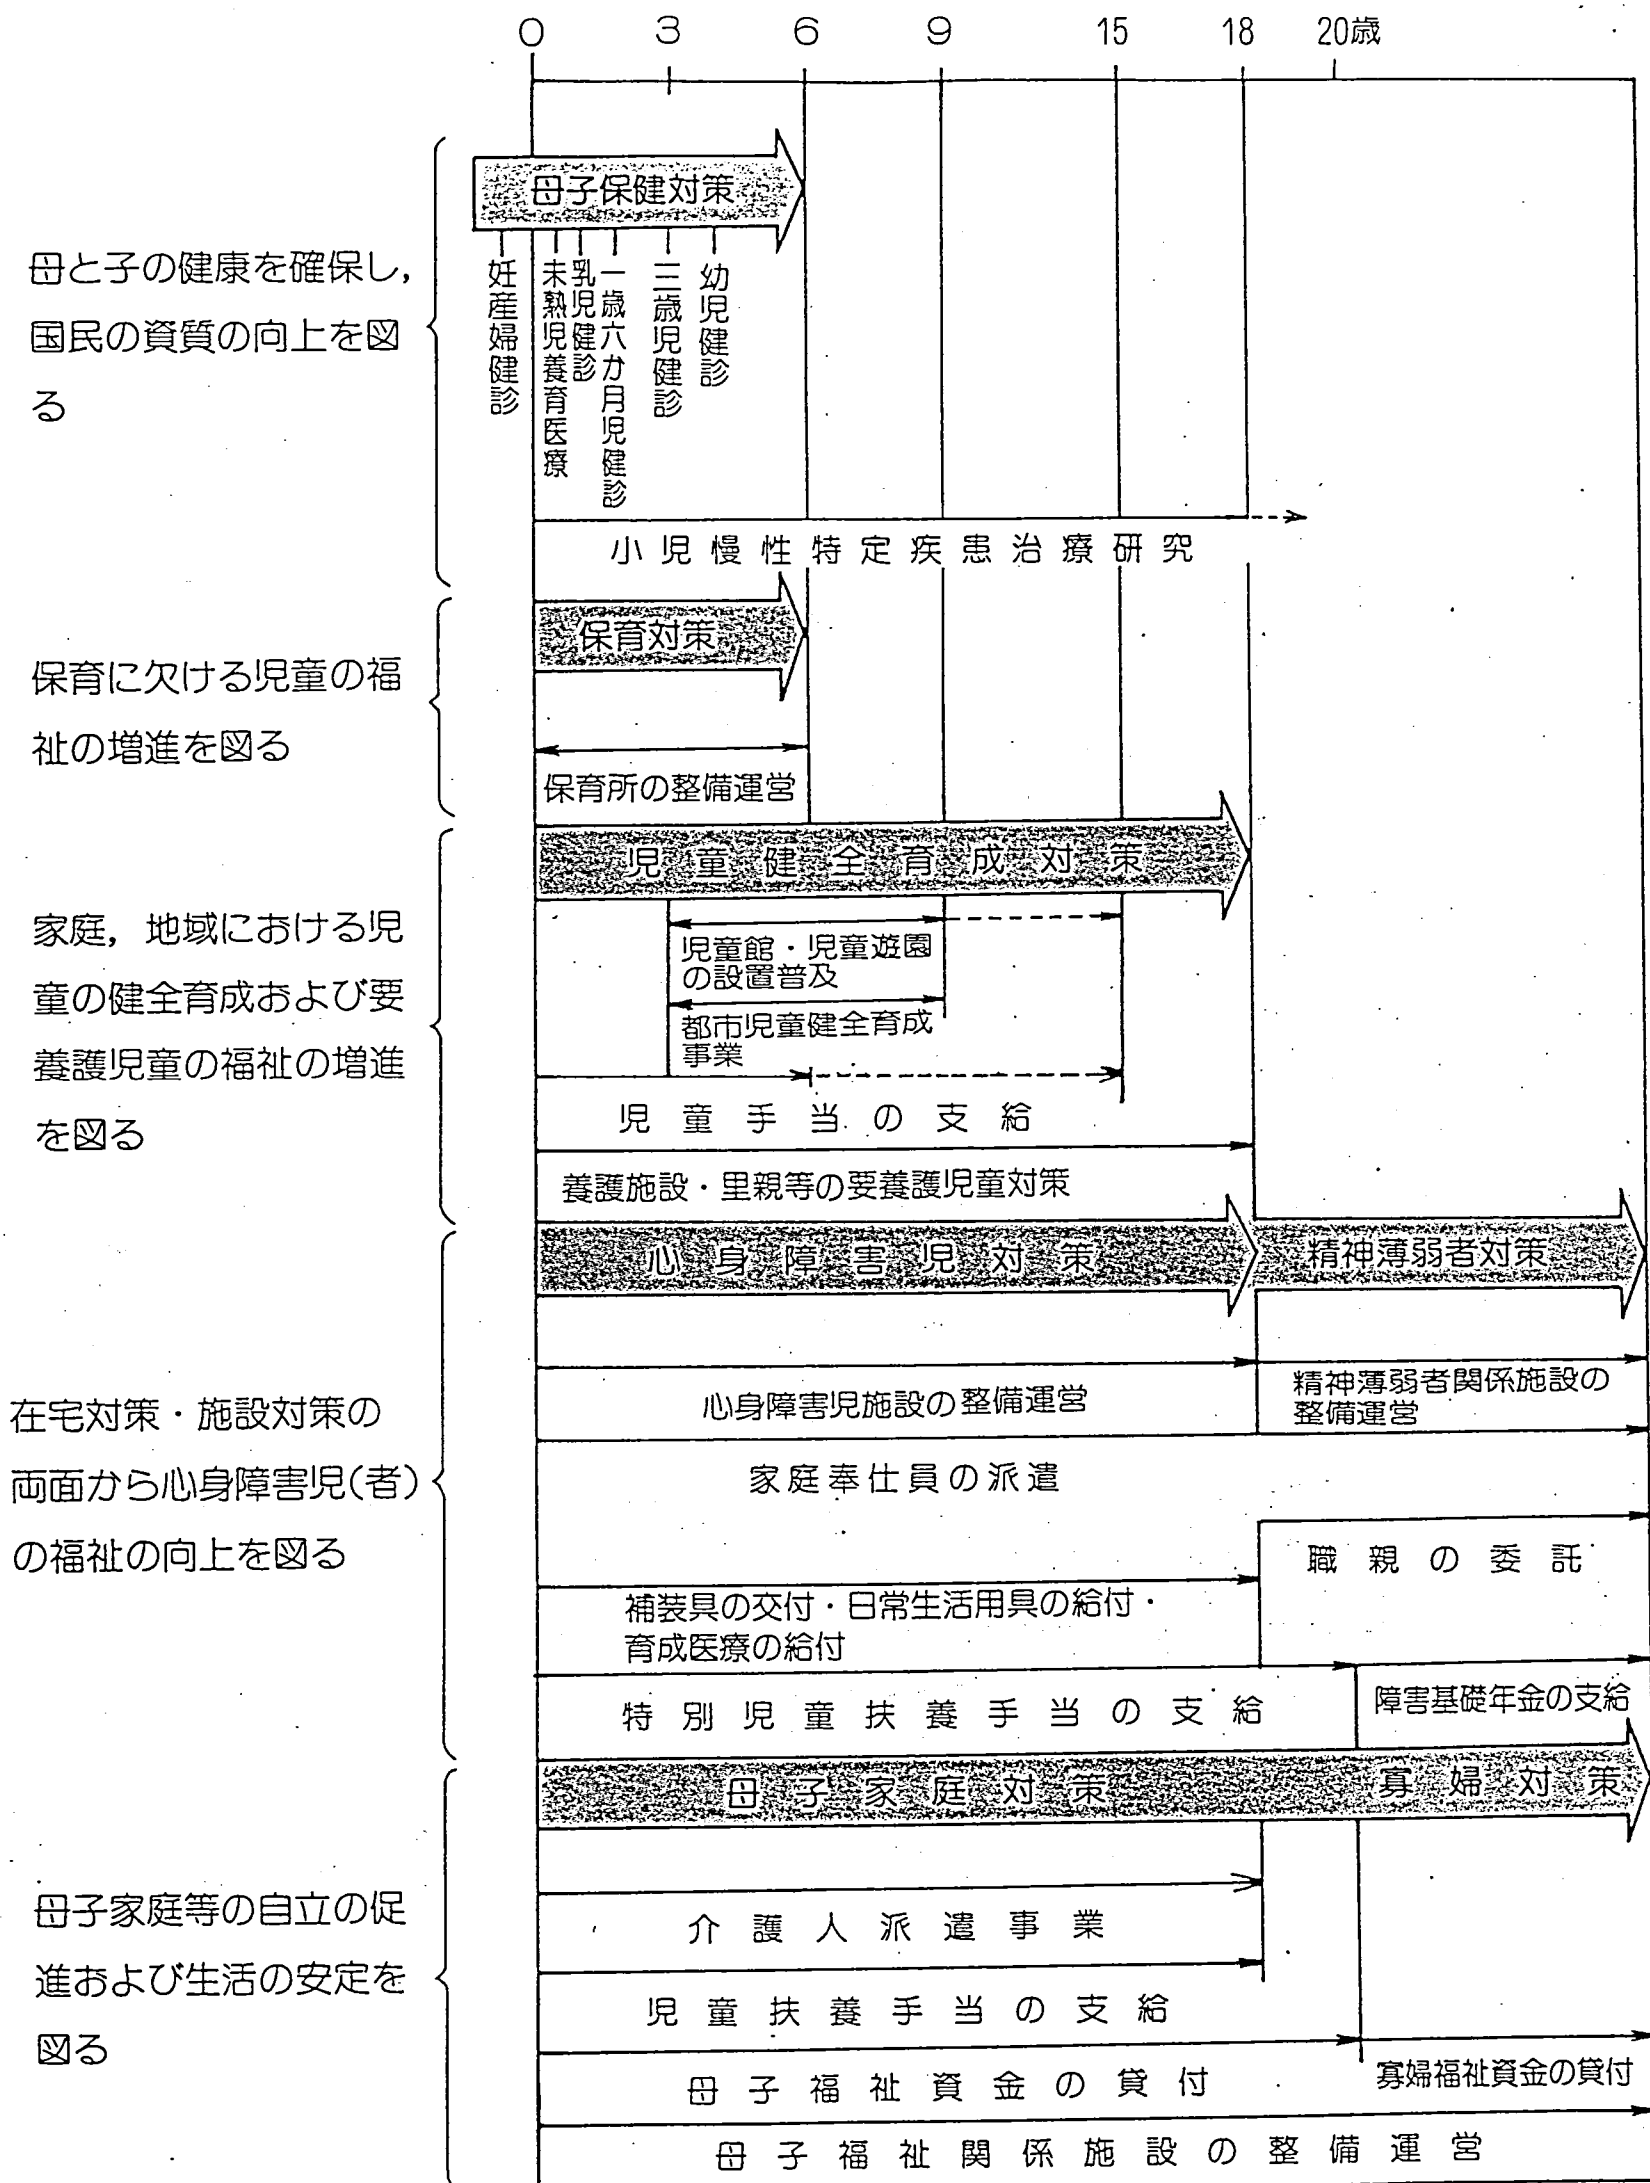 0 3 6 9 15 18 20歳
母と子の健康を確保し,
国民の資質の向上を図
る
母子保健対策
妊産婦健診
未熟児養育医療
乳児健診
一歳六か月児健診
三歳児健診
幼児健診
小児慢性特定疾患治療研究
保育に欠ける児童の福
祉の増進を図る
保育対策
保育所の整備運営
家庭,地域における児
童の健全育成および要
養護児童の福祉の増進
を図る
児童健全育成対策
児童館・児童遊園
の設置普及
都市児童健全育成
事業
児童手当の支給
養護施設・里親等の要養護児童対策
在宅対策・施設対策の
両面から心身障害児(者)
の福祉の向上を図る
心身障害児対策
精神薄弱者対策
心身障害児施設の整備運営
精神薄弱者関係施設の
整備運営
家庭奉仕員の派遣
職親の委託
補装具の交付・日常生活用具の給付・
育成医療の給付
特別児童扶養手当の支給
障害基礎年金の支給
母子家庭等の自立の促
進および生活の安定を
図る
母子家庭対策
寡婦対策
介護人派遣事業
児童扶養手当の支給
母子福祉資金の貸付
寡婦福祉資金の貸付
母子福祉関係施設の整備運営